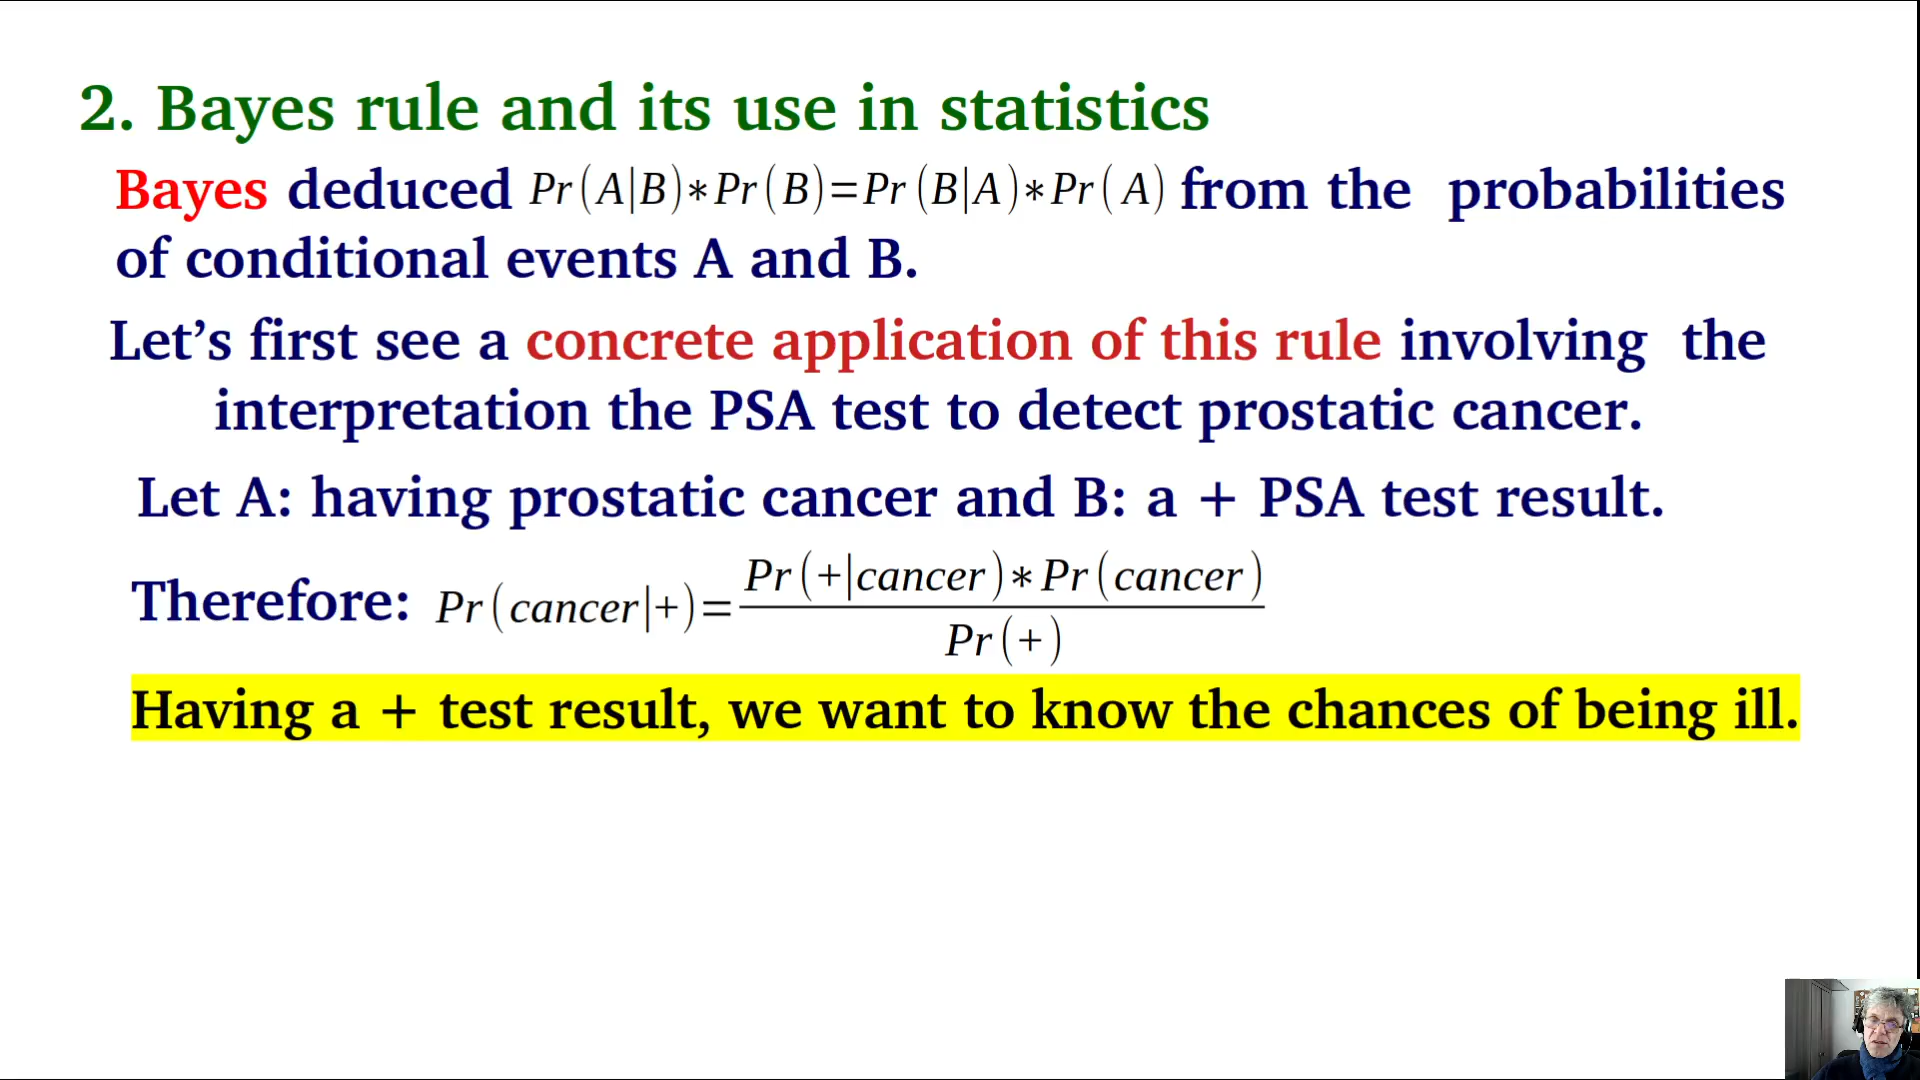 2. Bayes rule and its use in statistics
Bayes deduced Pr(A|B)∗Pr(B)=Pr(B|A)∗Pr(A) from the probabilities
of conditional events A and B.
Let’s first see a concrete application of this rule involving the
interpretation the PSA test to detect prostatic cancer.
Let A: having prostatic cancer and B: a + PSA test result.
Therefore: Pr(cancer|+)=Pr(+|cancer)∗Pr(cancer)
Pr(+)
Having a + test result, we want to know the chances of being ill.